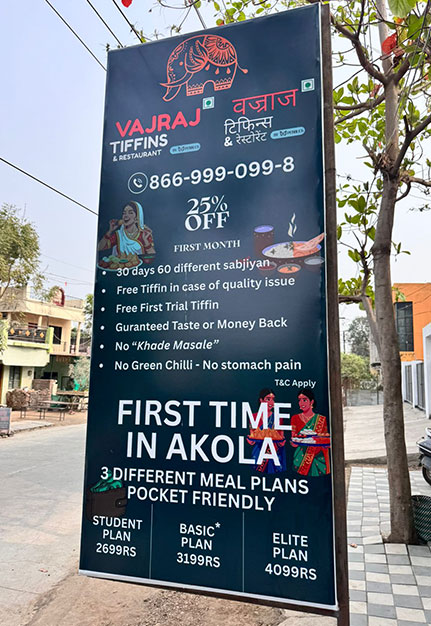 VAJRAJ
TIFFINS
& RESTAURANT
वज्राज
टिफिन्स
& रेस्टोरेंट
866-999-099-8
25%
OFF
FIRST MONTH
• 30 days 60 different sabjiyan
• Free Tiffin in case of quality issue
• Free First Trial Tiffin
• Guranteed Taste or Money Back
• No “Khade Masale”
• No Green Chilli - No stomach pain
T&C Apply
FIRST TIME
IN AKOLA
3 DIFFERENT MEAL PLANS
POCKET FRIENDLY
STUDENT
PLAN
2699RS
BASIC*
PLAN
3199RS
ELITE
PLAN
4099RS